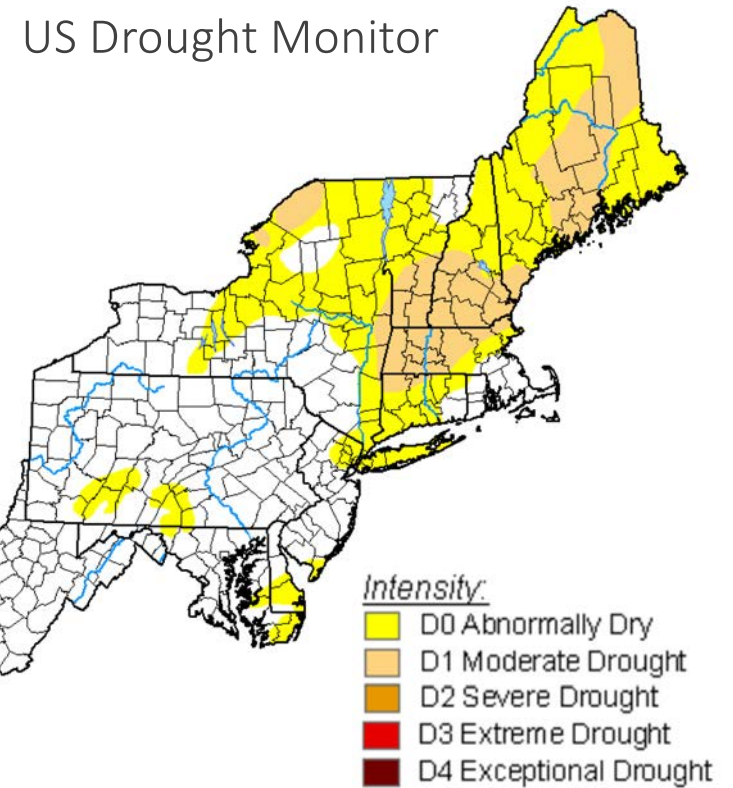 US Drought Monitor
Intensity:
D0 Abnormally Dry
D1 Moderate Drought
D2 Severe Drought
D3 Extreme Drought
D4 Exceptional Drought